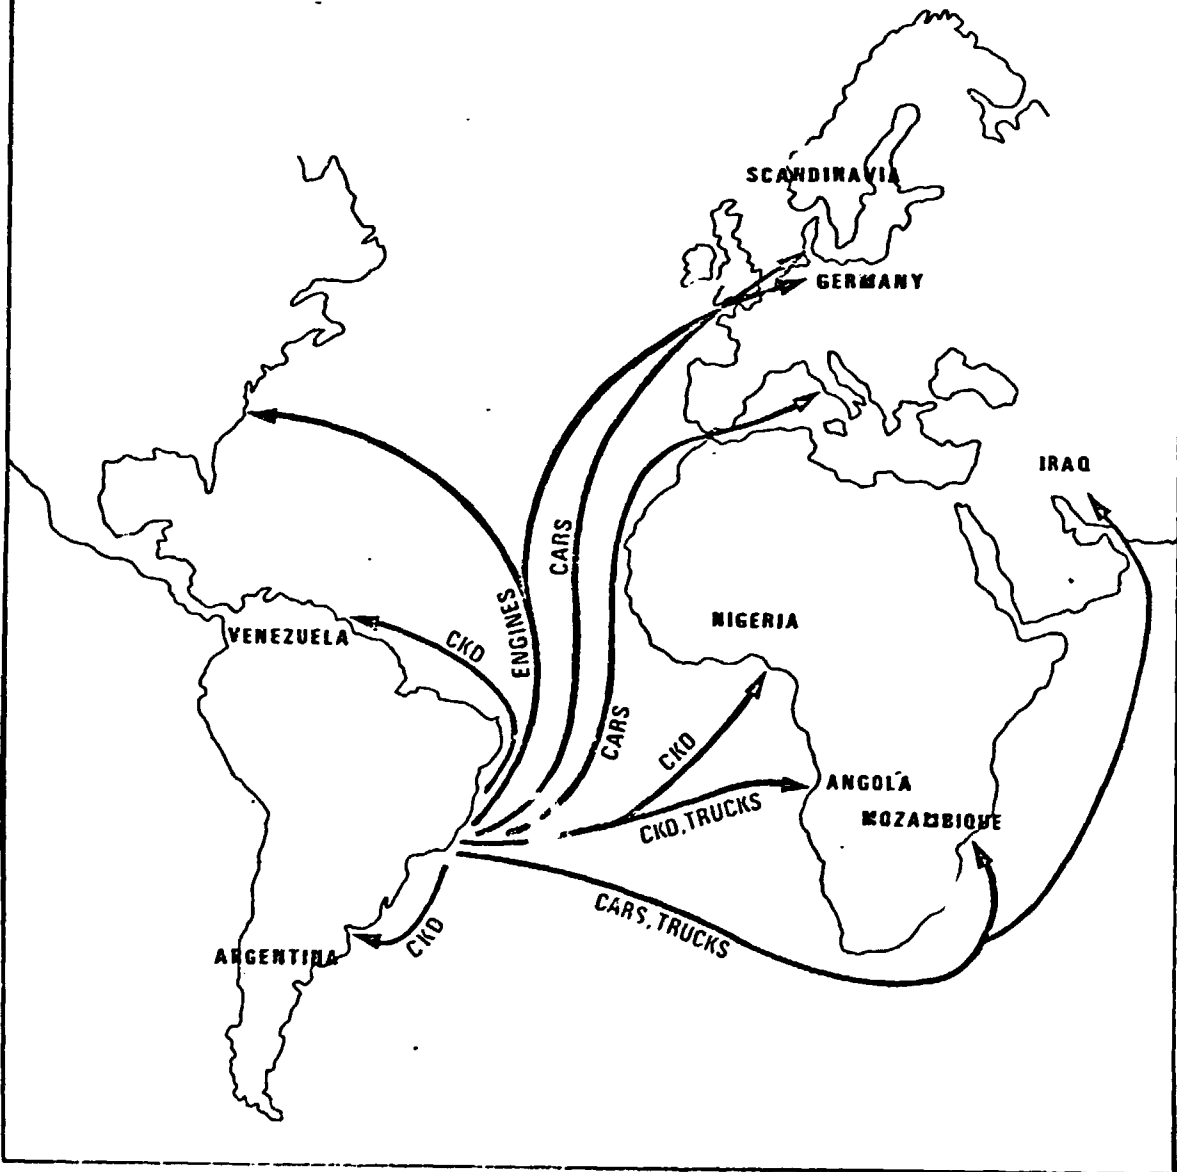 SCANDINAVIA
GERMANY
IRAQ
CARS
ENGINES
NIGERIA
VENEZUELA
CKD
CARS
CKD
ANGOLA
CKD, TRUCKS
MOZAMBIQUE
CARS, TRUCKS
CKD
ARGENTINA